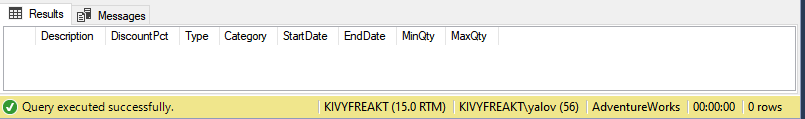 Results Messages
Description DiscountPct Type Category StartDate EndDate MinQty MaxQty
Query executed successfully. KIVYFREAKT (15.0 RTM) KIVYFREAKT\yalov (56) AdventureWorks 00:00:00 0 rows